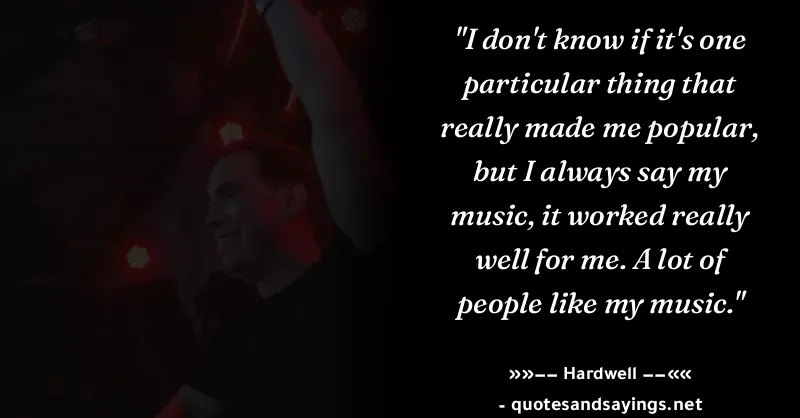 "I don't know if it's one
particular thing that
really made me popular,
but I always say my
music, it worked really
well for me. A lot of
people like my music."
»»−− Hardwell −−««
- quotesandsayings.net